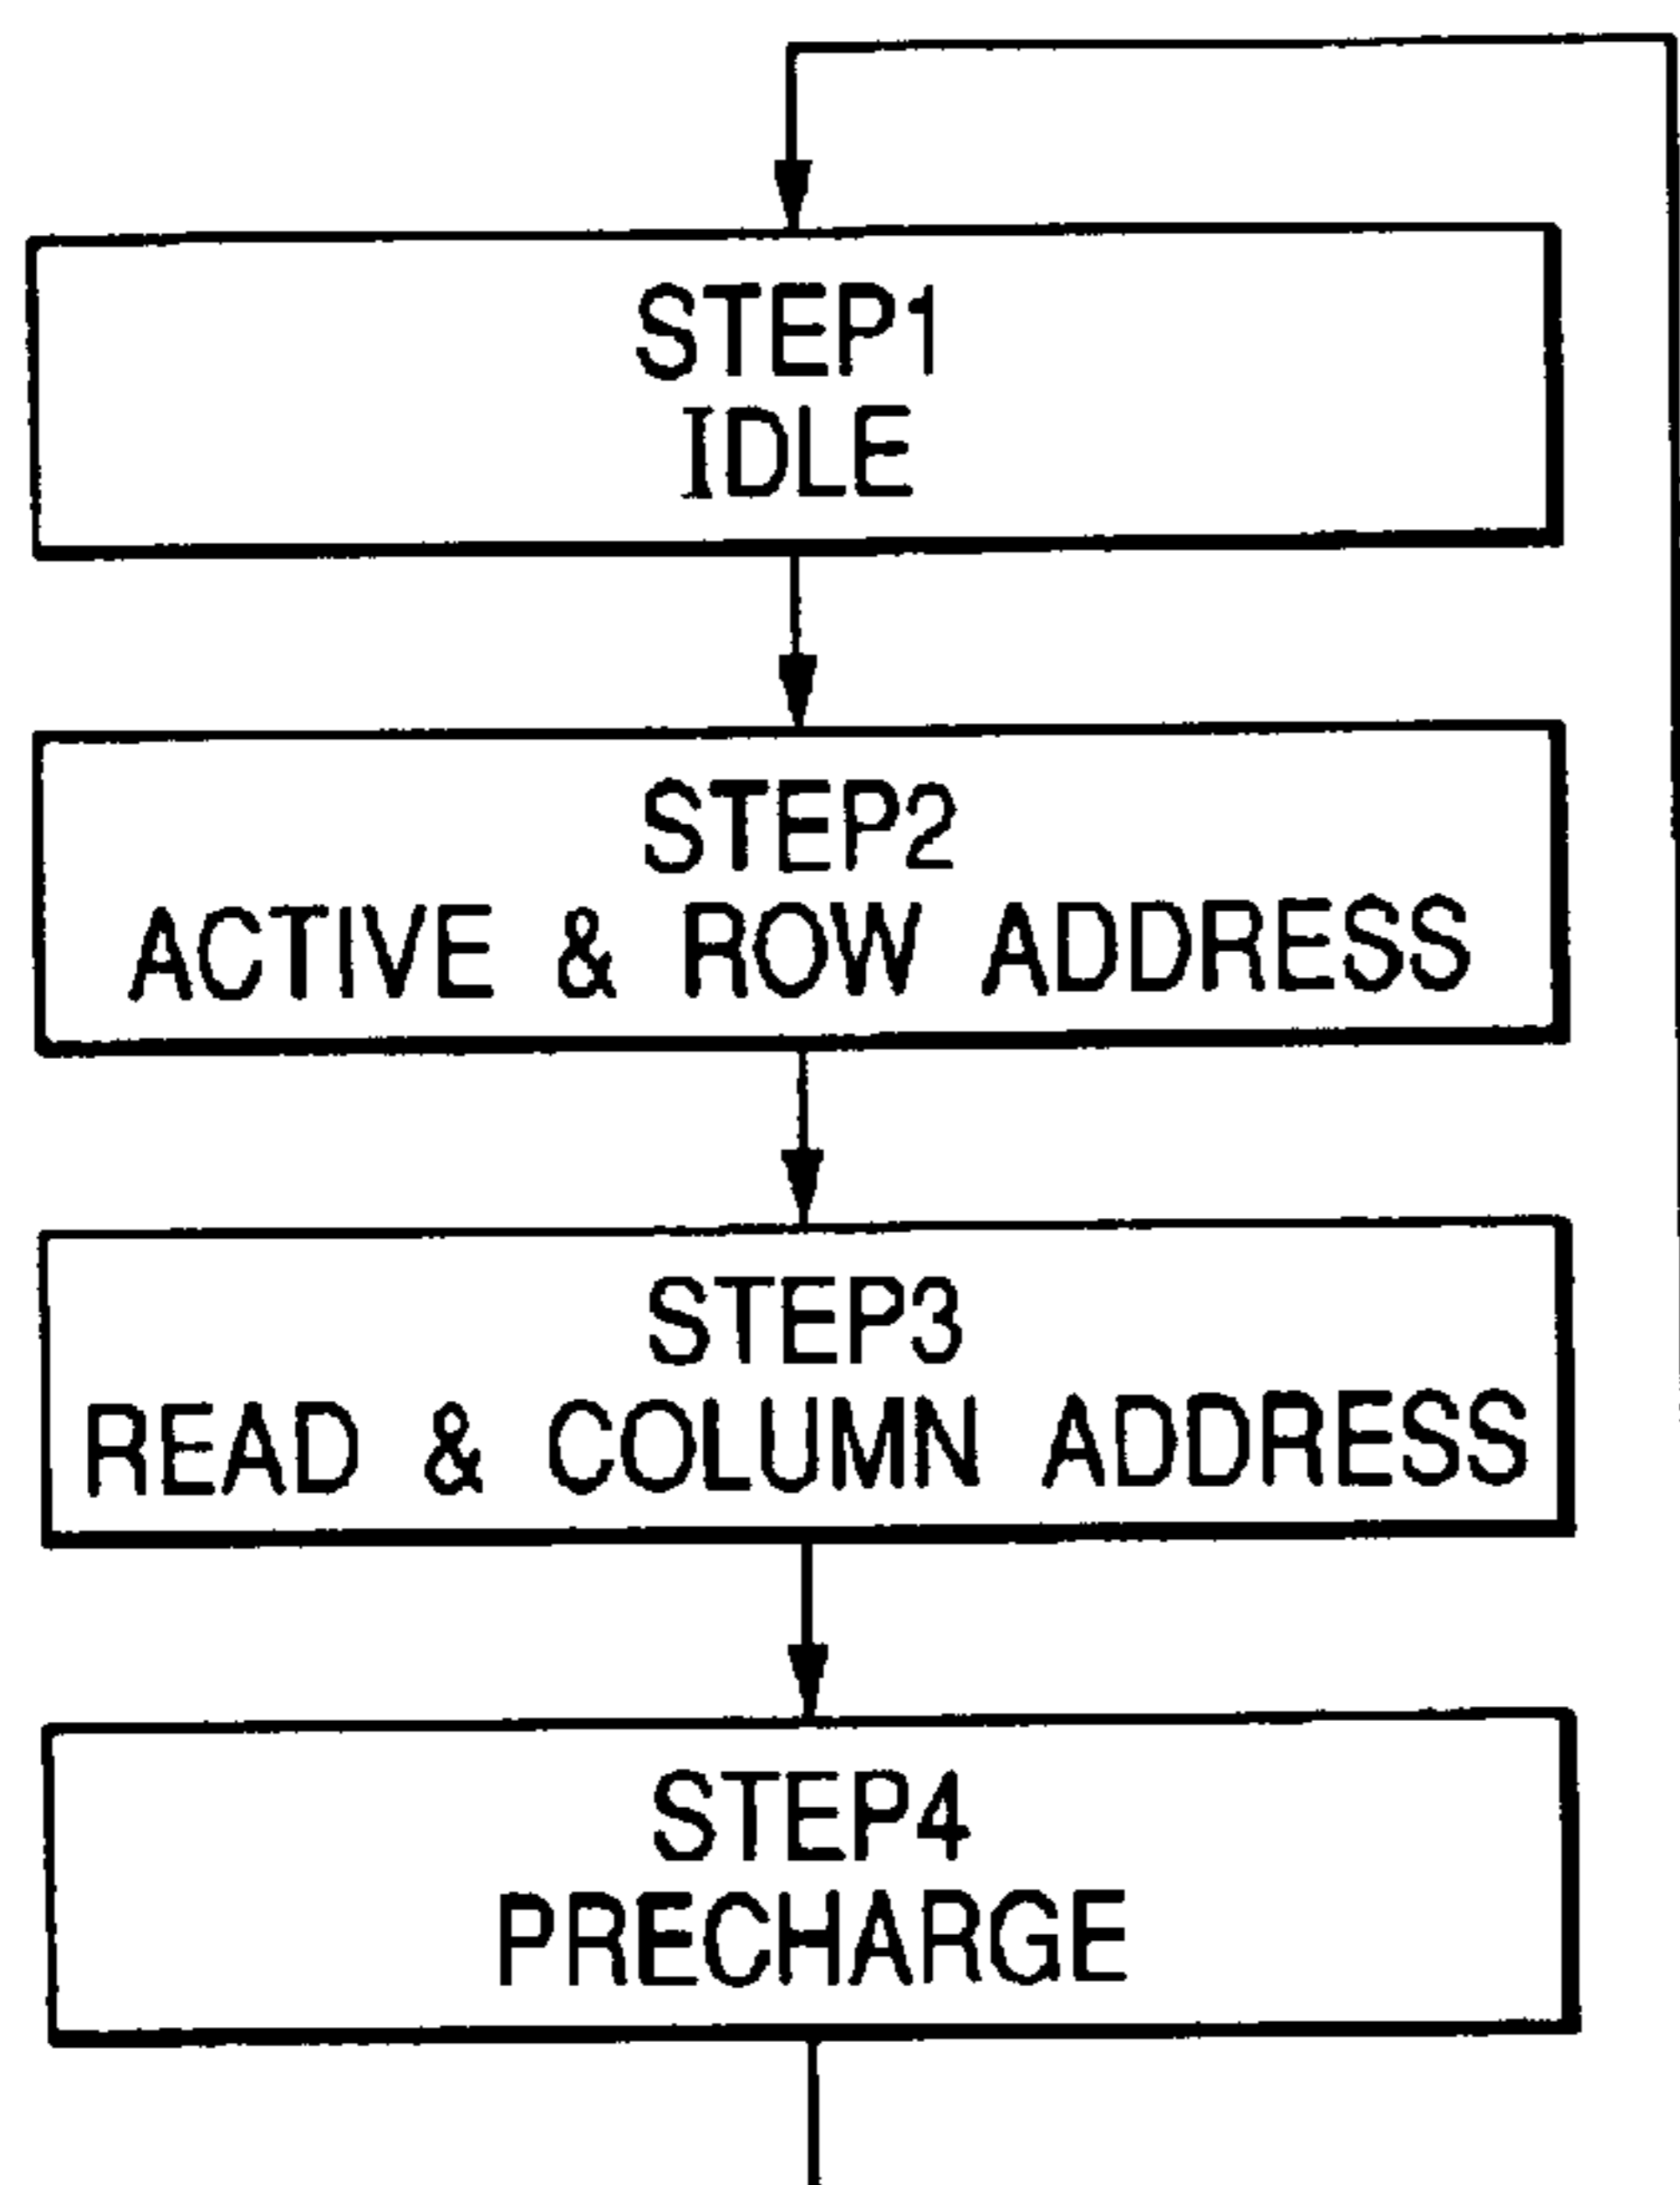 STEP1
IDLE
STEP2
ACTIVE & ROW ADDRESS
STEP3
READ & COLUMN ADDRESS
STEP4
PRECHARGE